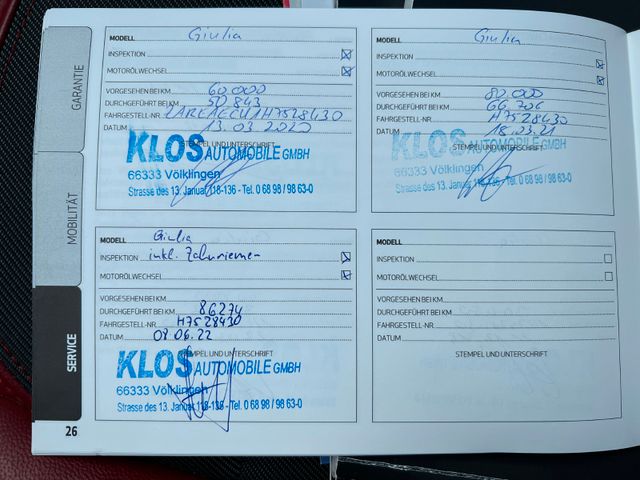 GARANTIE
MOBILITÄT
SERVICE
MODELL Giulia
INSPEKTION
MOTORÖLWECHSEL
VORGESEHEN BEI KM 60.000
DURCHGEFÜHRT BEI KM 50 843
FAHRGESTELL-NR H7528430
DATUM 13.03 2020
STEMPEL UND UNTERSCHRIFT
KLOS AUTOMOBILE GMBH
66333 Völklingen
Strasse des 13. Januar 118-136 - Tel. 0 68 98 / 98 63-0
MODELL Giulia
INSPEKTION
MOTORÖLWECHSEL
VORGESEHEN BEI KM 80.000
DURCHGEFÜHRT BEI KM 66.706
FAHRGESTELL-NR. H7528430
DATUM 18.03.21
STEMPEL UND UNTERSCHRIFT
KLOS AUTOMOBILE GMBH
66333 Völklingen
Strasse des 13. Januar 118-136 - Tel. 0 68 98 / 98 63-0
MODELL Giulia
INSPEKTION inkl. Zahnriemen
MOTORÖLWECHSEL
VORGESEHEN BEI KM
DURCHGEFÜHRT BEI KM 86274
FAHRGESTELL-NR. H7528430
DATUM 08.06.22
STEMPEL UND UNTERSCHRIFT
KLOS AUTOMOBILE GMBH
66333 Völklingen
Strasse des 13. Januar 118-136 - Tel. 0 68 98 / 98 63-0
MODELL
INSPEKTION
MOTORÖLWECHSEL
VORGESEHEN BEI KM
DURCHGEFÜHRT BEI KM
FAHRGESTELL-NR.
DATUM
STEMPEL UND UNTERSCHRIFT
26